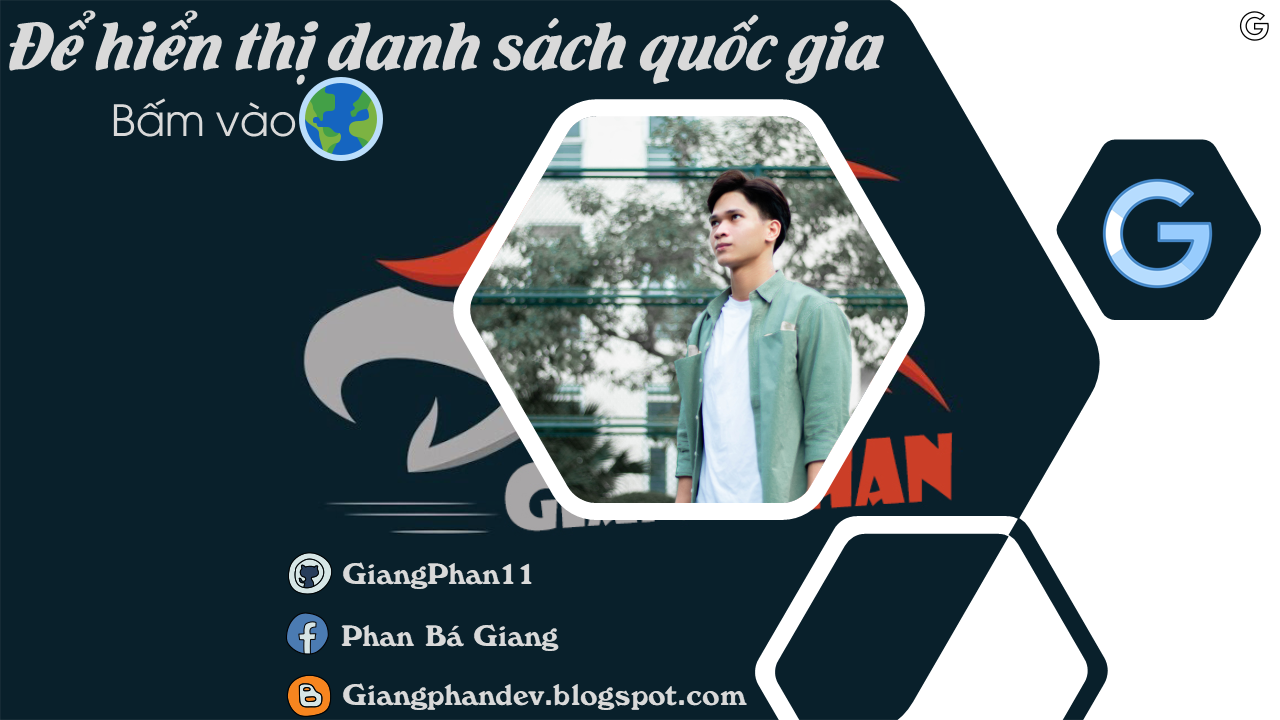 Để hiển thị danh sách quốc gia
Bấm vào
G
G
GiangPhan11
Phan Bá Giang
Giangphandev.blogspot.com